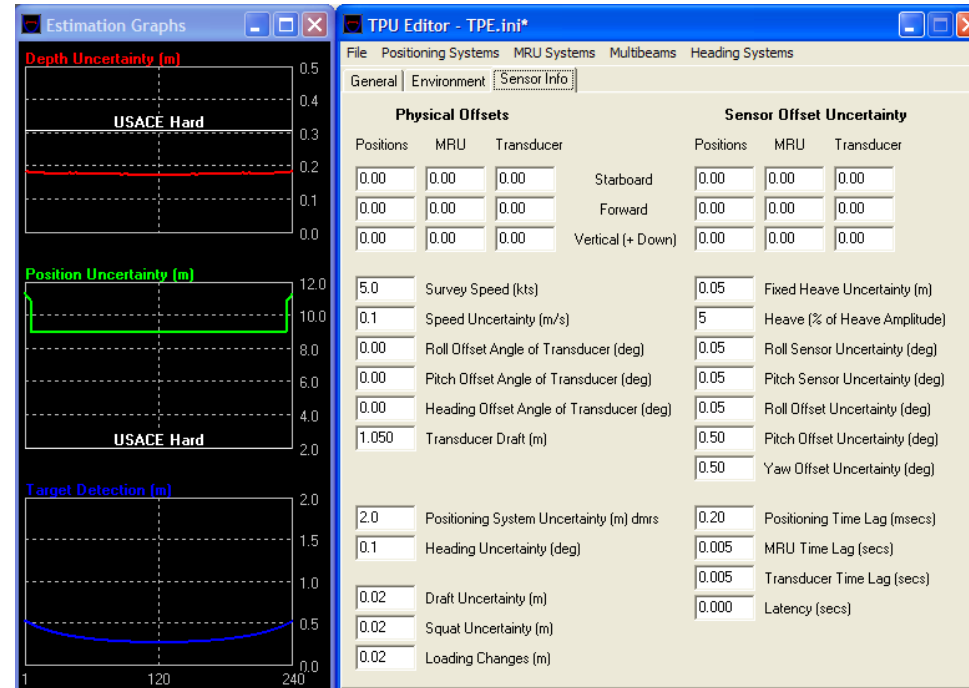 Estimation Graphs
Depth Uncertainty (m)
0.5
0.4
USACE Hard
0.3
0.2
0.1
0.0
Position Uncertainty (m)
12.0
10.0
8.0
6.0
4.0
USACE Hard
2.0
Target Detection (m)
2.0
1.5
1.0
0.5
0.0
1 120 240
TPU Editor - TPE.ini*
File Positioning Systems MRU Systems Multibeams Heading Systems
General Environment Sensor Info
Physical Offsets Sensor Offset Uncertainty
Positions MRU Transducer Positions MRU Transducer
0.00 0.00 0.00 Starboard 0.00 0.00 0.00
0.00 0.00 0.00 Forward 0.00 0.00 0.00
0.00 0.00 0.00 Vertical (+ Down) 0.00 0.00 0.00
5.0 Survey Speed (kts) 0.05 Fixed Heave Uncertainty (m)
0.1 Speed Uncertainty (m/s) 5 Heave (% of Heave Amplitude)
0.00 Roll Offset Angle of Transducer (deg) 0.05 Roll Sensor Uncertainty (deg)
0.00 Pitch Offset Angle of Transducer (deg) 0.05 Pitch Sensor Uncertainty (deg)
0.00 Heading Offset Angle of Transducer (deg) 0.05 Roll Offset Uncertainty (deg)
1.050 Transducer Draft (m) 0.50 Pitch Offset Uncertainty (deg)
0.50 Yaw Offset Uncertainty (deg)
2.0 Positioning System Uncertainty (m) dmrs 0.20 Positioning Time Lag (msecs)
0.1 Heading Uncertainty (deg) 0.005 MRU Time Lag (secs)
0.005 Transducer Time Lag (secs)
0.02 Draft Uncertainty (m) 0.000 Latency (secs)
0.02 Squat Uncertainty (m)
0.02 Loading Changes (m)